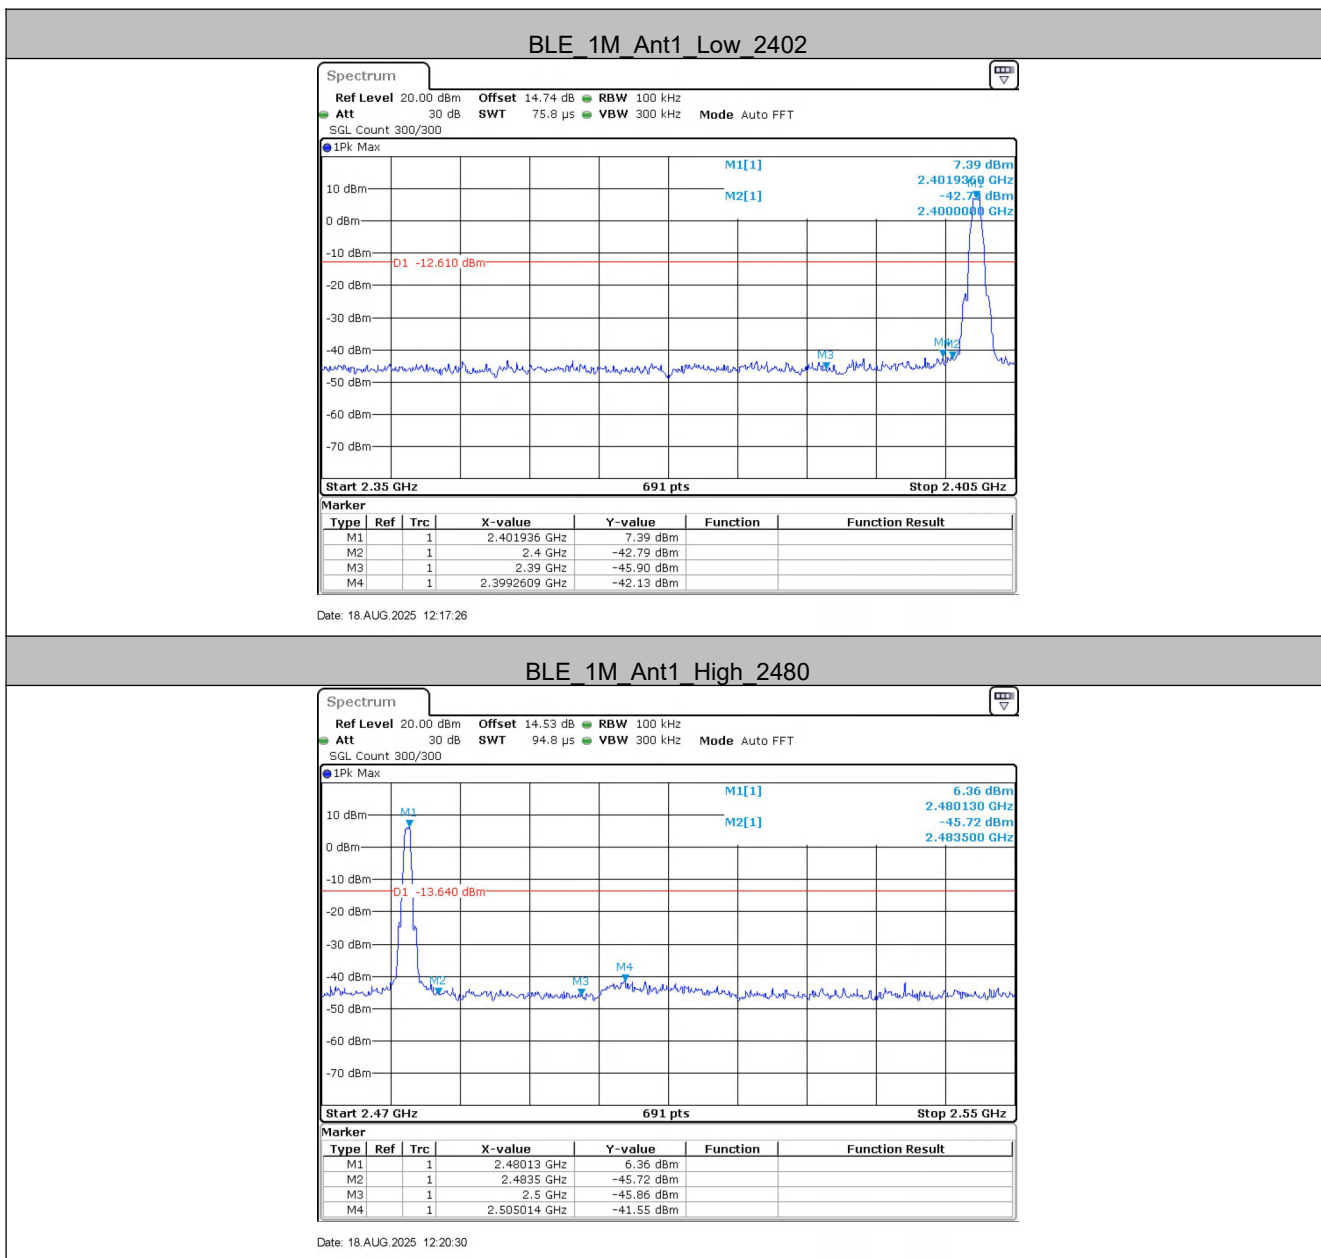 BLE_1M_Ant1_Low_2402
Spectrum
Ref Level 20.00 dBm Offset 14.74 dB RBW 100 kHz
Att 30 dB SWT 75.8 µs VBW 300 kHz Mode Auto FFT
SGL Count 300/300
1Pk Max
M1[1] 7.39 dBm
2.4019360 GHz
M2[1] -42.79 dBm
2.4000000 GHz
M1
10 dBm
0 dBm
-10 dBm
D1 -12.610 dBm
-20 dBm
-30 dBm
-40 dBm
M3 M4 M2
-50 dBm
-60 dBm
-70 dBm
Start 2.35 GHz 691 pts Stop 2.405 GHz
Marker
Type Ref Trc X-value Y-value Function Function Result
M1 1 2.401936 GHz 7.39 dBm
M2 1 2.4 GHz -42.79 dBm
M3 1 2.39 GHz -45.90 dBm
M4 1 2.3992609 GHz -42.13 dBm
Date: 18.AUG.2025 12:17:26
BLE_1M_Ant1_High_2480
Spectrum
Ref Level 20.00 dBm Offset 14.53 dB RBW 100 kHz
Att 30 dB SWT 94.8 µs VBW 300 kHz Mode Auto FFT
SGL Count 300/300
1Pk Max
M1[1] 6.36 dBm
2.480130 GHz
M2[1] -45.72 dBm
2.483500 GHz
10 dBm
M1
0 dBm
-10 dBm
D1 -13.640 dBm
-20 dBm
-30 dBm
-40 dBm
M2 M3 M4
-50 dBm
-60 dBm
-70 dBm
Start 2.47 GHz 691 pts Stop 2.55 GHz
Marker
Type Ref Trc X-value Y-value Function Function Result
M1 1 2.48013 GHz 6.36 dBm
M2 1 2.4835 GHz -45.72 dBm
M3 1 2.5 GHz -45.86 dBm
M4 1 2.505014 GHz -41.55 dBm
Date: 18.AUG.2025 12:20:30